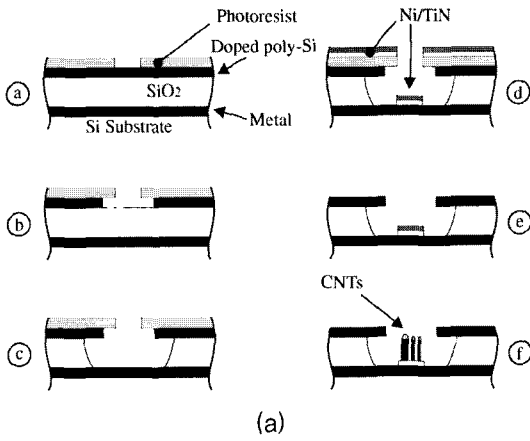 Photoresist
Doped poly-Si
SiO2
Si Substrate
Metal
a
b
c
Ni/TiN
d
e
CNTs
f
(a)